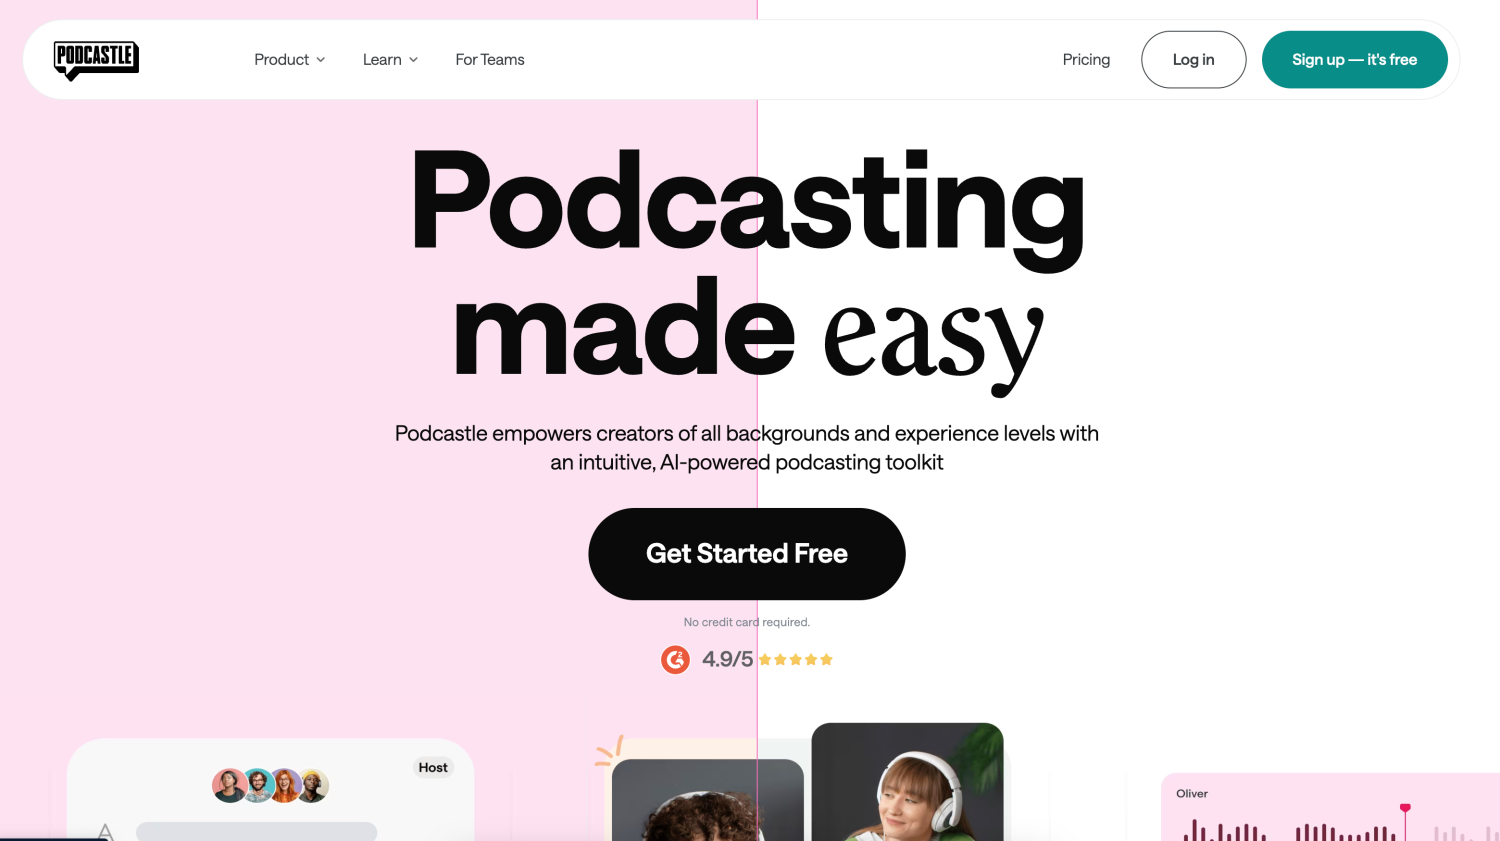 PODCASTLE
Product
Learn
For Teams
Pricing
Log in
Sign up — it's free
Podcasting
made easy
Podcastle empowers creators of all backgrounds and experience levels with
an intuitive, AI-powered podcasting toolkit
Get Started Free
No credit card required.
G2
4.9/5
Host
A
Oliver